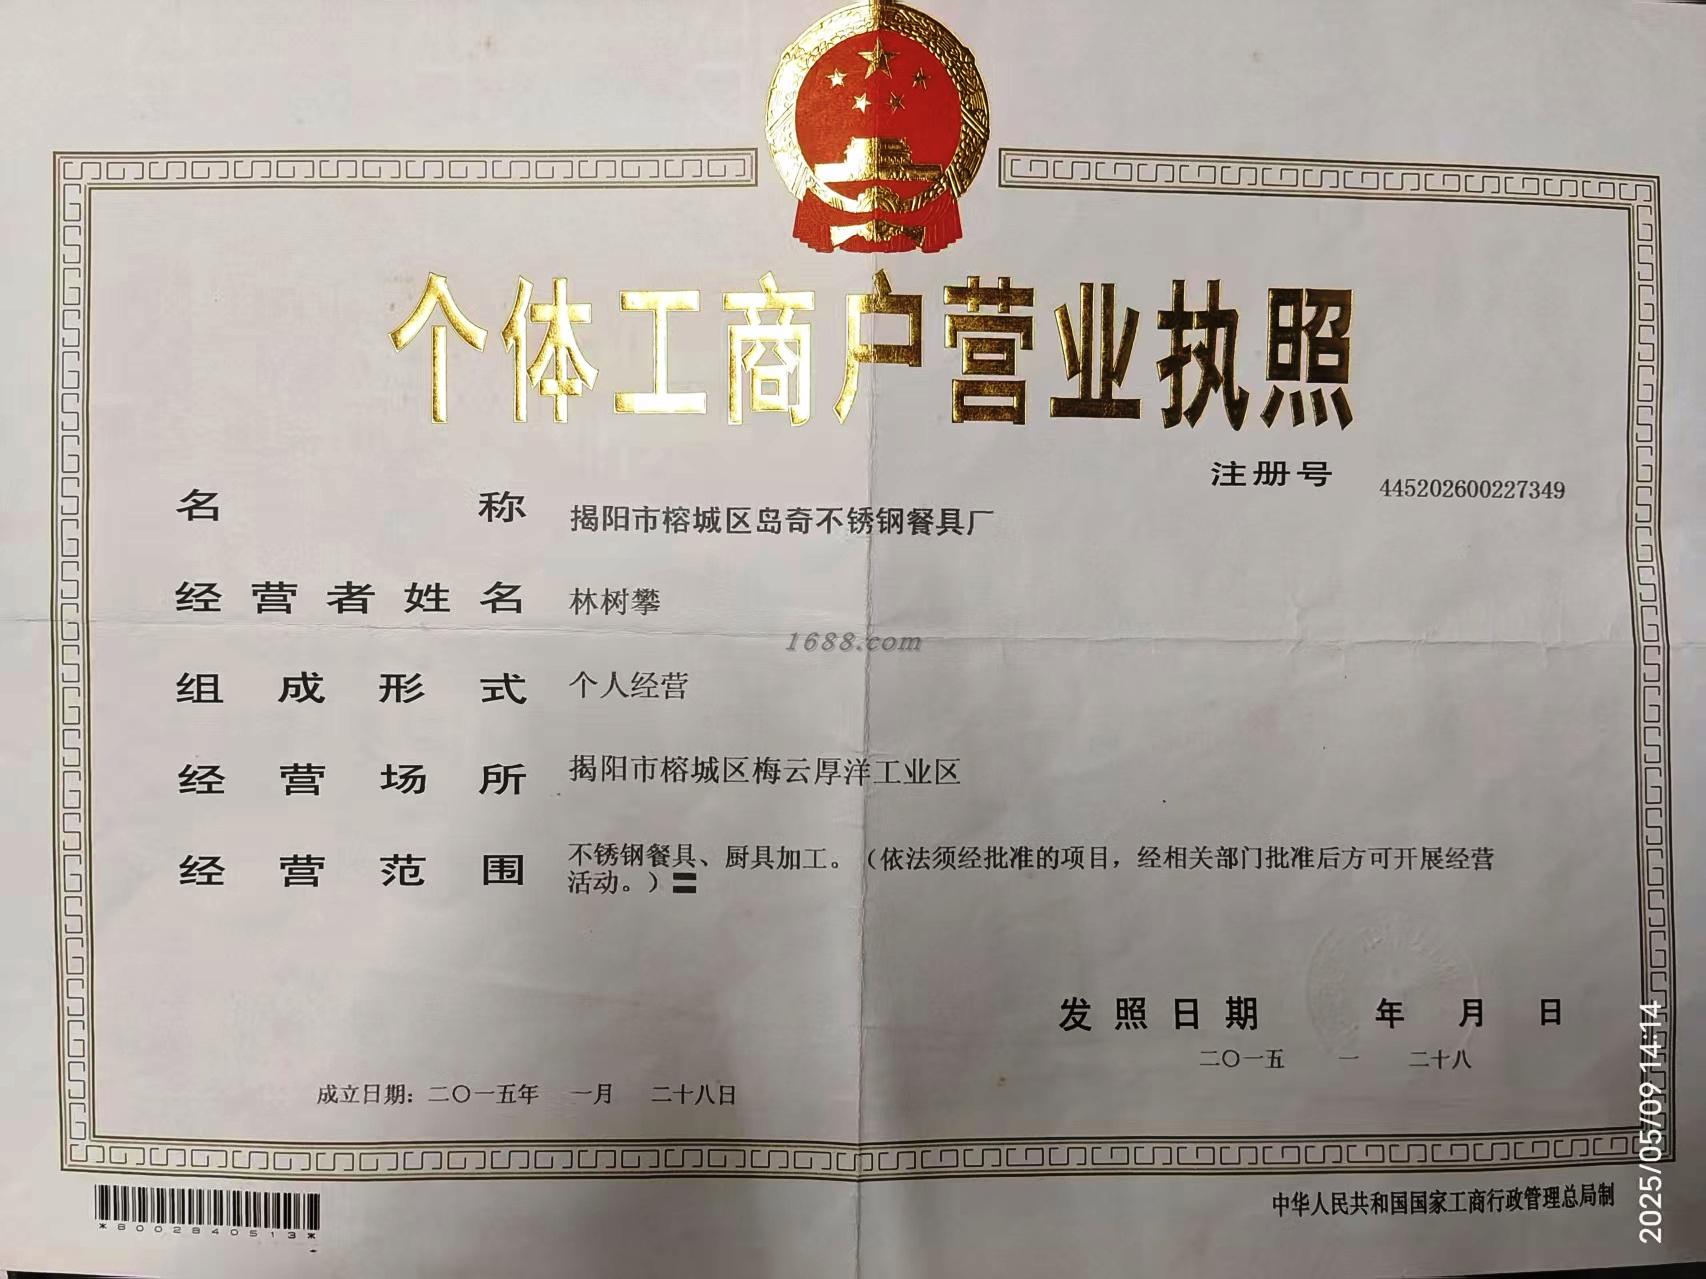 个体工商户营业执照
注册号 445202600227349
名称 揭阳市榕城区岛奇不锈钢餐具厂
经营者姓名 林树攀
1688.com
组成形式 个人经营
经营场所 揭阳市榕城区梅云厚洋工业区
经营范围 不锈钢餐具、厨具加工。（依法须经批准的项目，经相关部门批准后方可开展经营
活动。）
发照日期 年 月 日
二〇一五 一 二十八
成立日期：二〇一五年 一月 二十八日
*8002840513*
中华人民共和国国家工商行政管理总局制
2025/05/09 14:14